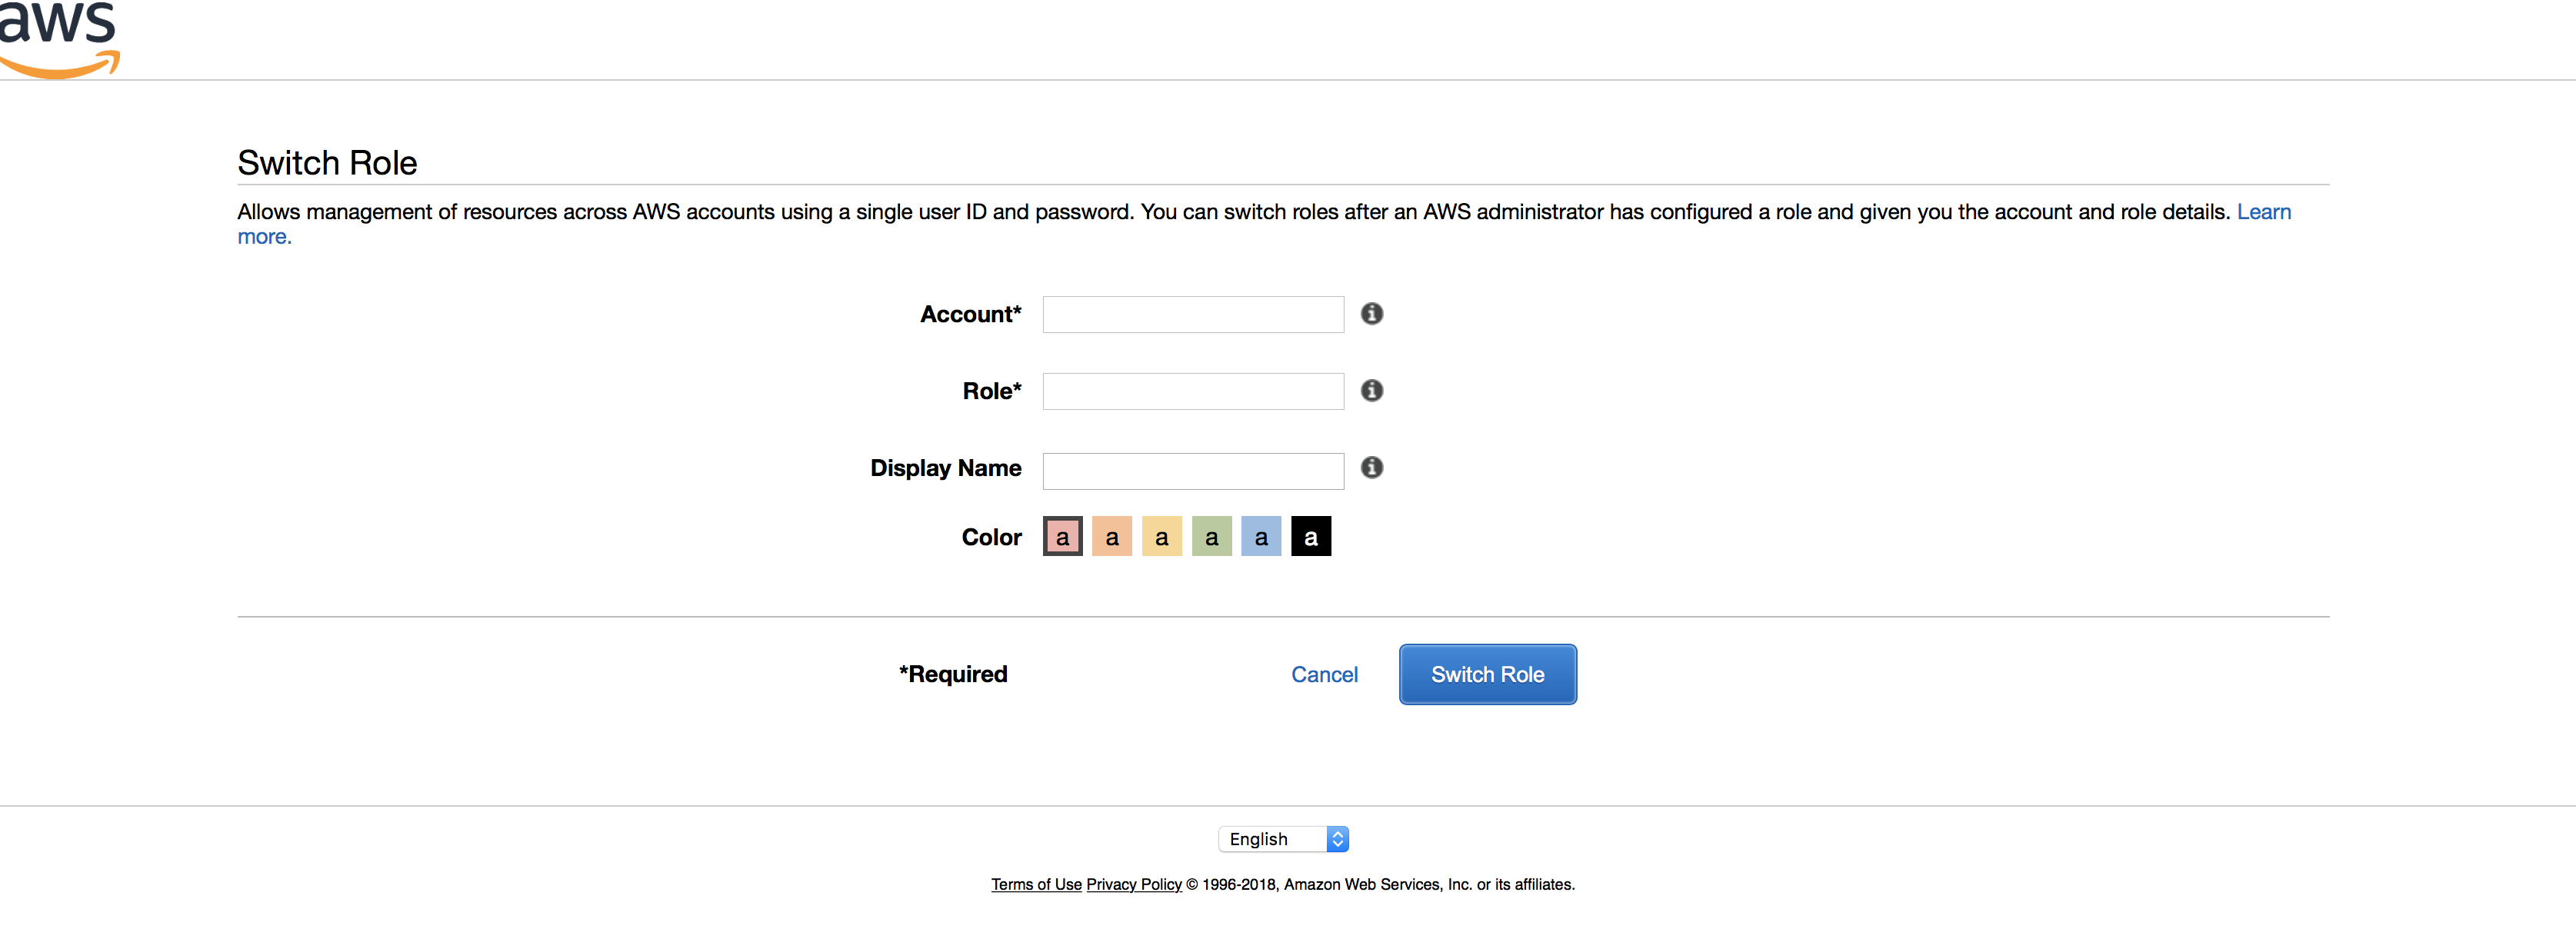 aws
Switch Role
Allows management of resources across AWS accounts using a single user ID and password. You can switch roles after an AWS administrator has configured a role and given you the account and role details. Learn
more.
Account*
Role*
Display Name
Color a a a a a a
*Required Cancel Switch Role
English
Terms of Use Privacy Policy © 1996-2018, Amazon Web Services, Inc. or its affiliates.